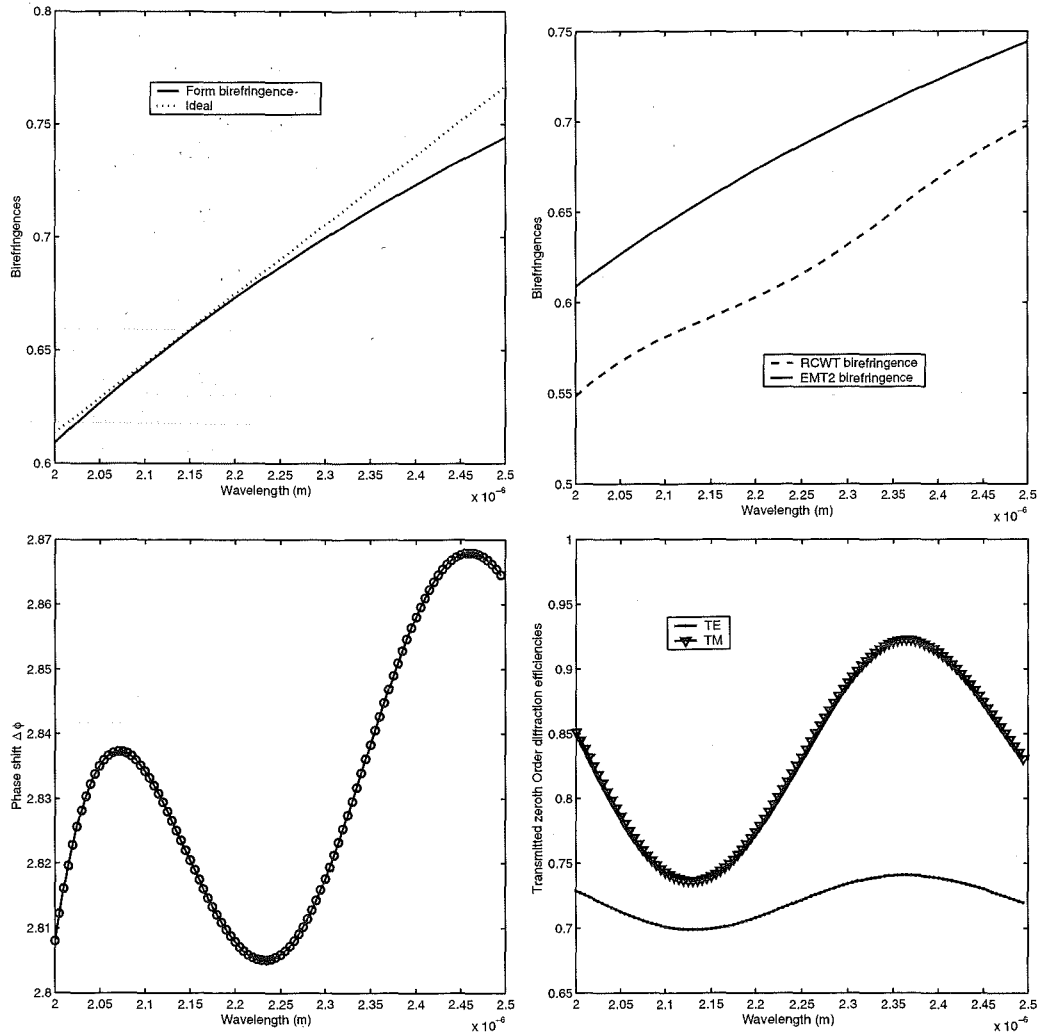 0.8
0.75
0.7
0.65
0.6
Birefringences
Form birefringence
Ideal
2 2.05 2.1 2.15 2.2 2.25 2.3 2.35 2.4 2.45 2.5
Wavelength (m)
x 10⁻⁶
0.75
0.7
0.65
0.6
0.55
0.5
Birefringences
RCWT birefringence
EMT2 birefringence
2 2.05 2.1 2.15 2.2 2.25 2.3 2.35 2.4 2.45 2.5
Wavelength (m)
x 10⁻⁶
2.87
2.86
2.85
2.84
2.83
2.82
2.81
2.8
Phase shift Δ ϕ
2 2.05 2.1 2.15 2.2 2.25 2.3 2.35 2.4 2.45 2.5
Wavelength (m)
x 10⁻⁶
1
0.95
0.9
0.85
0.8
0.75
0.7
0.65
Transmitted zeroth Order diffraction efficiencies
TE
TM
2 2.05 2.1 2.15 2.2 2.25 2.3 2.35 2.4 2.45 2.5
Wavelength (m)
x 10⁻⁶